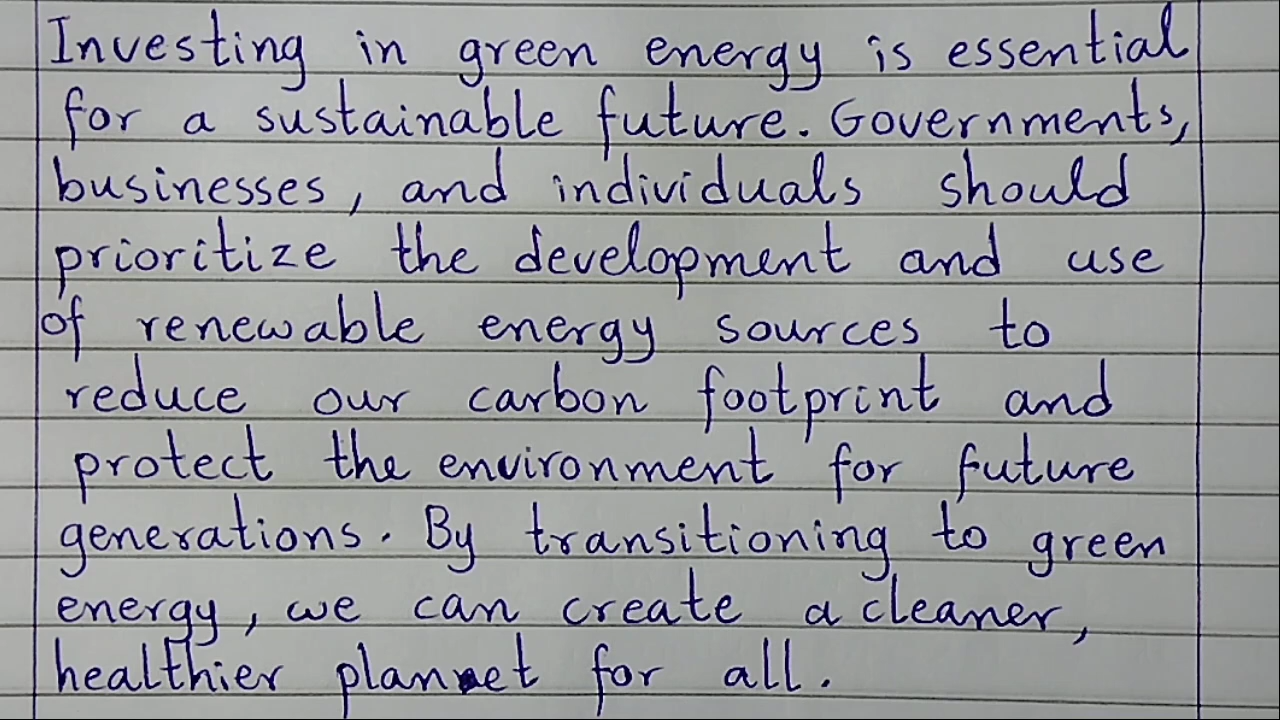 Investing in green energy is essential
for a sustainable future. Governments,
businesses, and individuals should
prioritize the development and use
of renewable energy sources to
reduce our carbon footprint and
protect the environment for future
generations. By transitioning to green
energy, we can create a cleaner,
healthier planet for all.